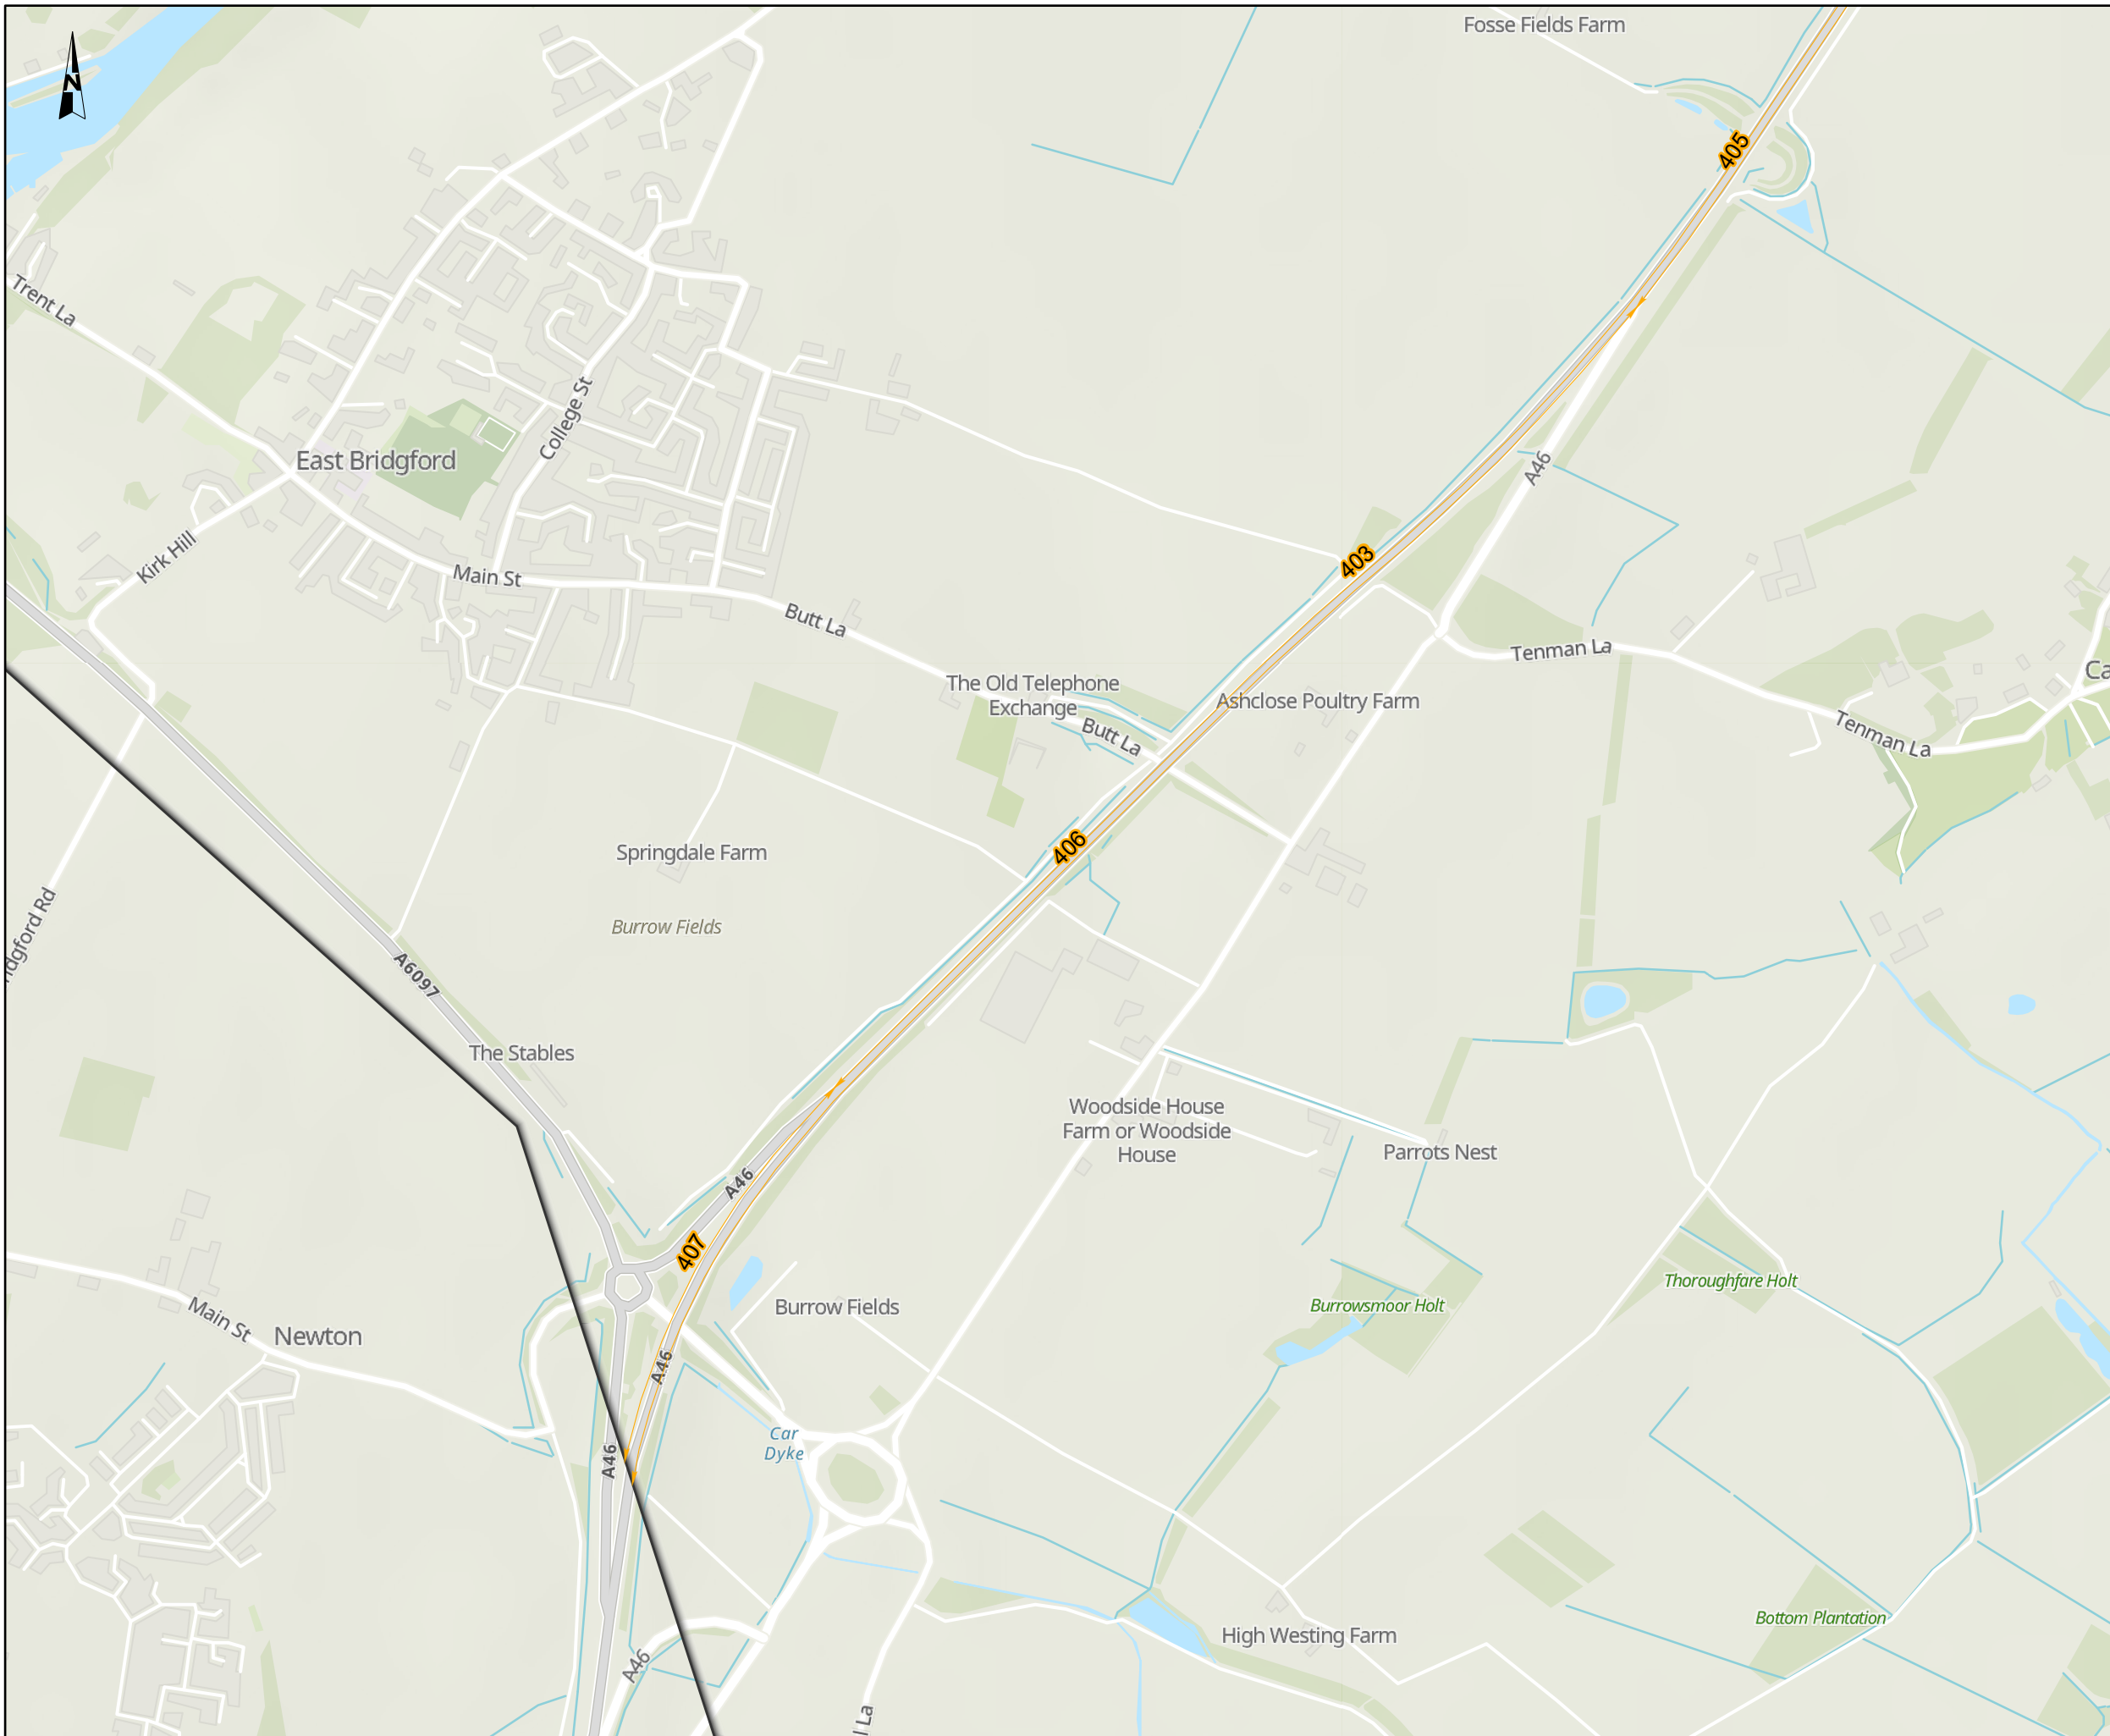 Fosse Fields Farm
N
405
Trent La
College St
East Bridgford
A46
Kirk Hill
403
Main St
Butt La
Tenman La
The Old Telephone
Exchange
Ashclose Poultry Farm
Ca
Butt La
Tenman La
406
Springdale Farm
Burrow Fields
idgford Rd
A6097
The Stables
Woodside House
Farm or Woodside
House
Parrots Nest
A46
407
Thoroughfare Holt
Burrowsmoor Holt
Burrow Fields
Main St
Newton
A46
Car
Dyke
A46
Bottom Plantation
High Westing Farm
A46
l La